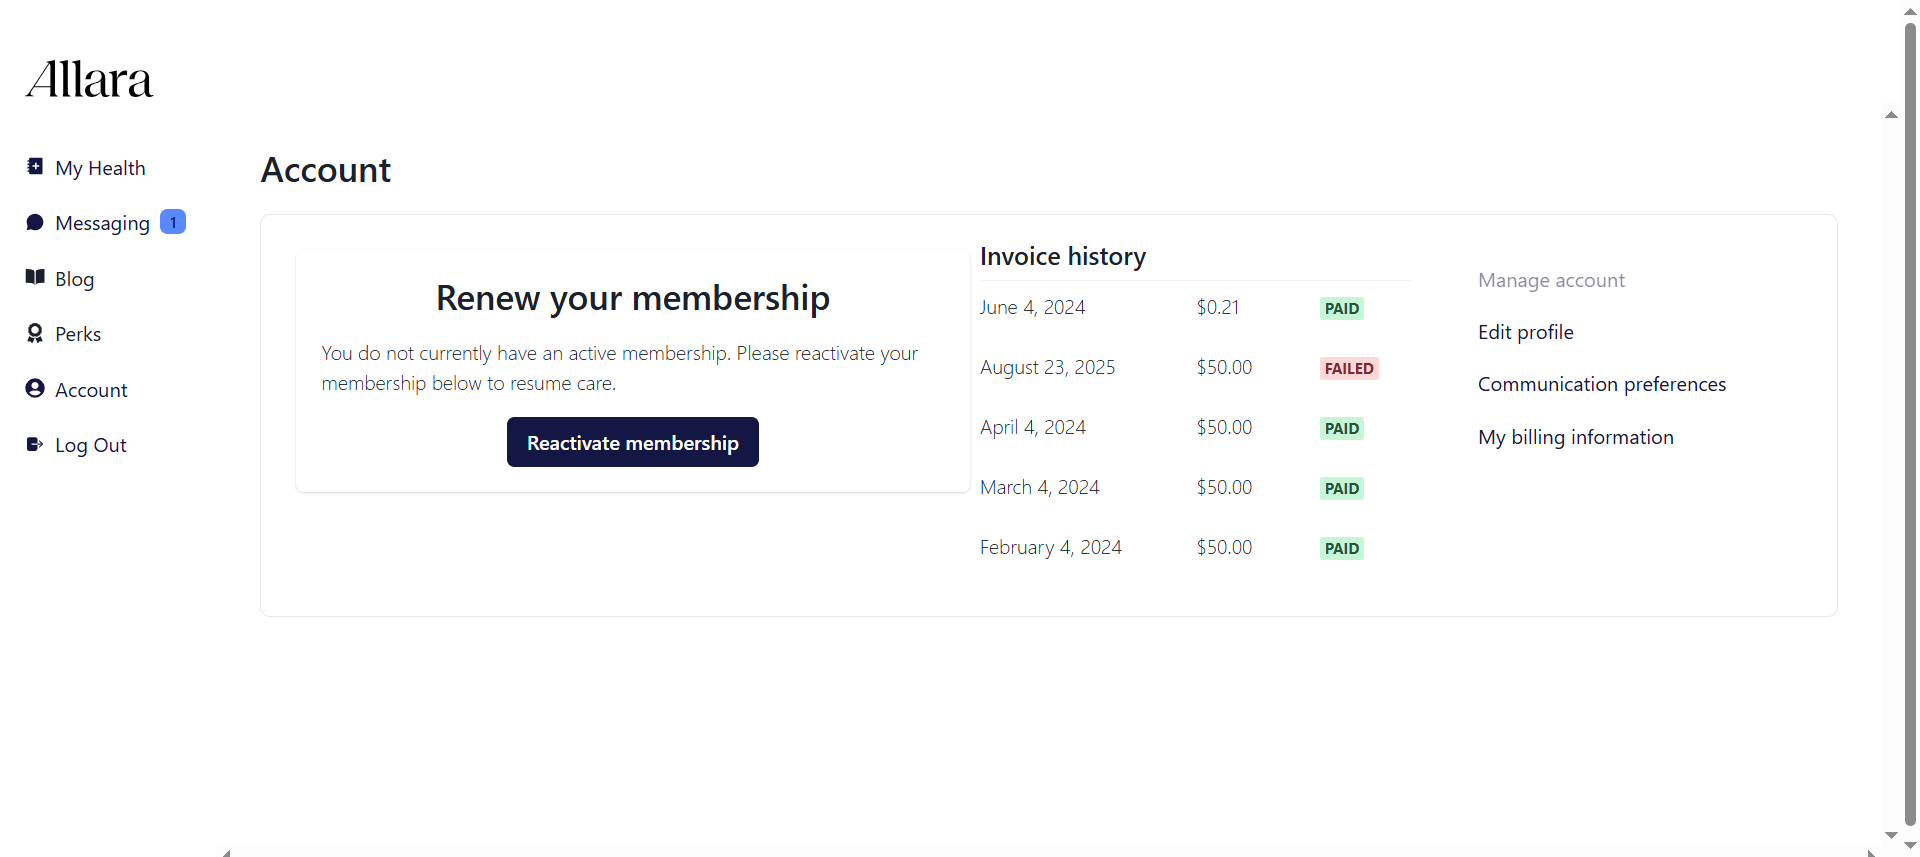 Allara
My Health
Messaging 1
Blog
Perks
Account
Log Out
Account
Renew your membership
You do not currently have an active membership. Please reactivate your
membership below to resume care.
Reactivate membership
Invoice history
June 4, 2024 $0.21 PAID
August 23, 2025 $50.00 FAILED
April 4, 2024 $50.00 PAID
March 4, 2024 $50.00 PAID
February 4, 2024 $50.00 PAID
Manage account
Edit profile
Communication preferences
My billing information